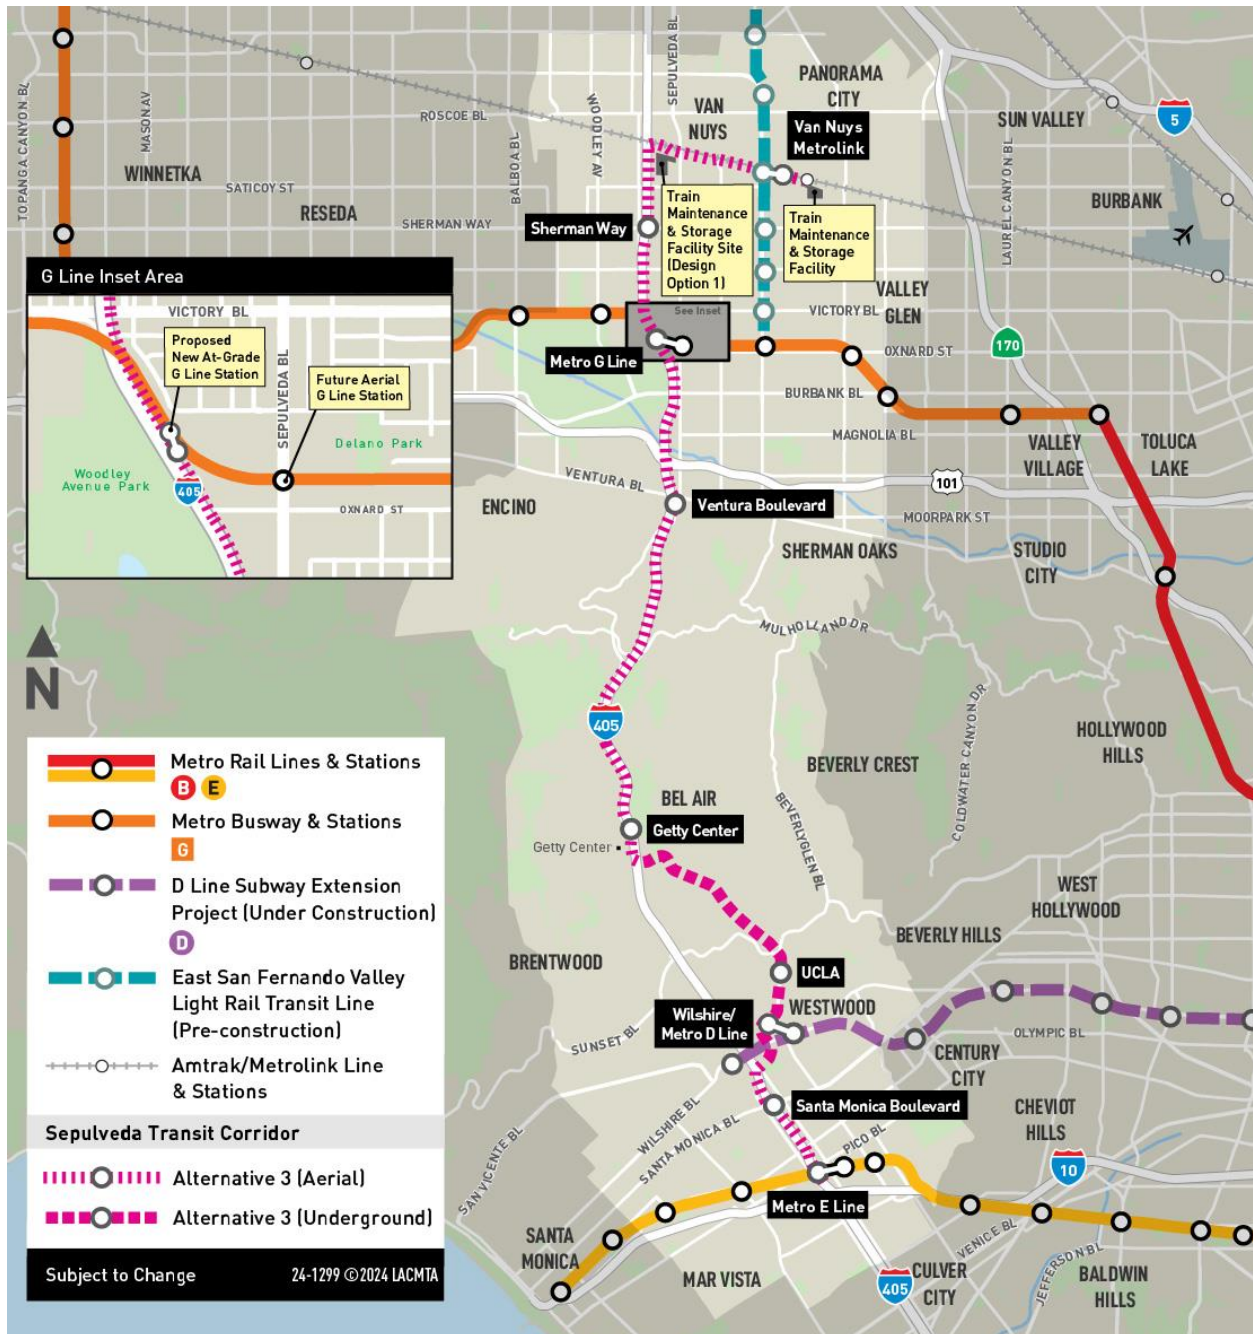 TOPANGA CANYON BL
MASON AV
WINNETKA
ROSCOE BL
SATICOY ST
RESEDA
BALBOA BL
SHERMAN WAY
WOODLEY AV
SEPULVEDA BL
VAN
NUYS
PANORAMA
CITY
Van Nuys
Metrolink
SUN VALLEY
5
LAUREL CANYON BL
BURBANK
Sherman Way
Train
Maintenance
& Storage
Facility Site
(Design
Option 1)
Train
Maintenance
& Storage
Facility
VALLEY
GLEN
See Inset
VICTORY BL
OXNARD ST
170
Metro G Line
BURBANK BL
MAGNOLIA BL
VALLEY
VILLAGE
TOLUCA
LAKE
G Line Inset Area
VICTORY BL
Proposed
New At-Grade
G Line Station
SEPULVEDA BL
Future Aerial
G Line Station
Delano Park
Woodley
Avenue Park
405
OXNARD ST
VENTURA BL
ENCINO
Ventura Boulevard
101
MOORPARK ST
SHERMAN OAKS
STUDIO
CITY
MULHOLLAND DR
N
405
COLDWATER CANYON DR
HOLLYWOOD
HILLS
BEVERLY CREST
BEL AIR
BEVERLY GLEN BL
Getty Center
Getty Center
WEST
HOLLYWOOD
BEVERLY HILLS
BRENTWOOD
UCLA
WESTWOOD
Wilshire/
Metro D Line
SUNSET BL
OLYMPIC BL
CENTURY
CITY
Santa Monica Boulevard
CHEVIOT
HILLS
WILSHIRE BL
SANTA MONICA BL
PICO BL
SAN VICENTE BL
10
Metro E Line
SANTA
MONICA
VENICE BL
JEFFERSON BL
MAR VISTA
405
CULVER
CITY
BALDWIN
HILLS
Metro Rail Lines & Stations
B E
Metro Busway & Stations
G
D Line Subway Extension
Project (Under Construction)
D
East San Fernando Valley
Light Rail Transit Line
(Pre-construction)
Amtrak/Metrolink Line
& Stations
Sepulveda Transit Corridor
Alternative 3 (Aerial)
Alternative 3 (Underground)
Subject to Change
24-1299 ©2024 LACMTA